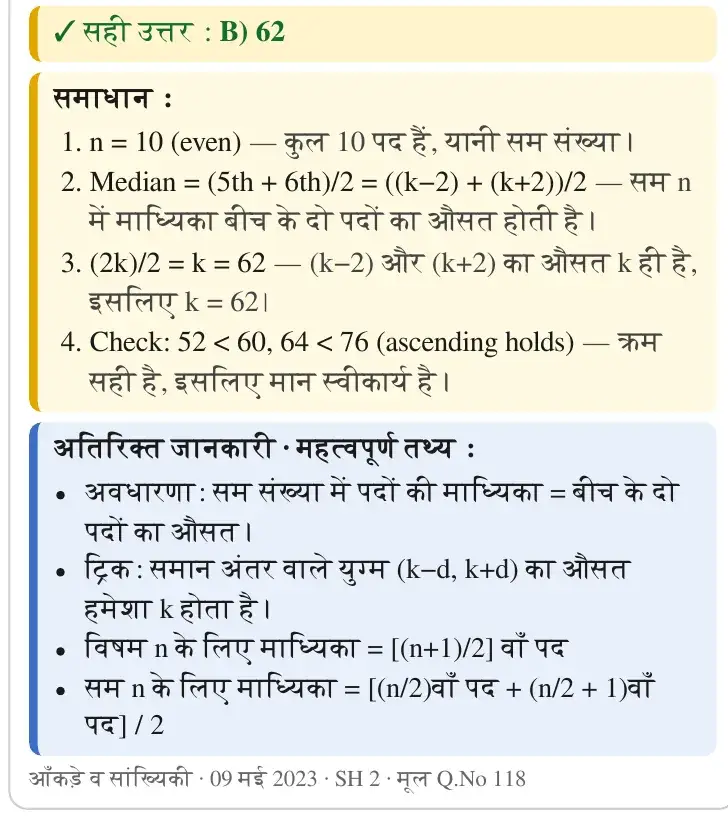 ✓ सही उत्तर : B) 62
समाधान :
1. n = 10 (even) — कुल 10 पद हैं, यानी सम संख्या।
2. Median = (5th + 6th)/2 = ((k−2) + (k+2))/2 — सम n
में माध्यिका बीच के दो पदों का औसत होती है।
3. (2k)/2 = k = 62 — (k−2) और (k+2) का औसत k ही है,
इसलिए k = 62।
4. Check: 52 < 60, 64 < 76 (ascending holds) — क्रम
सही है, इसलिए मान स्वीकार्य है।
अतिरिक्त जानकारी · महत्वपूर्ण तथ्य :
• अवधारणा : सम संख्या में पदों की माध्यिका = बीच के दो
पदों का औसत।
• ट्रिक : समान अंतर वाले युग्म (k−d, k+d) का औसत
हमेशा k होता है।
• विषम n के लिए माध्यिका = [(n+1)/2] वाँ पद
• सम n के लिए माध्यिका = [(n/2)वाँ पद + (n/2 + 1)वाँ
पद] / 2
आँकड़े व सांख्यिकी · 09 मई 2023 · SH 2 · मूल Q.No 118